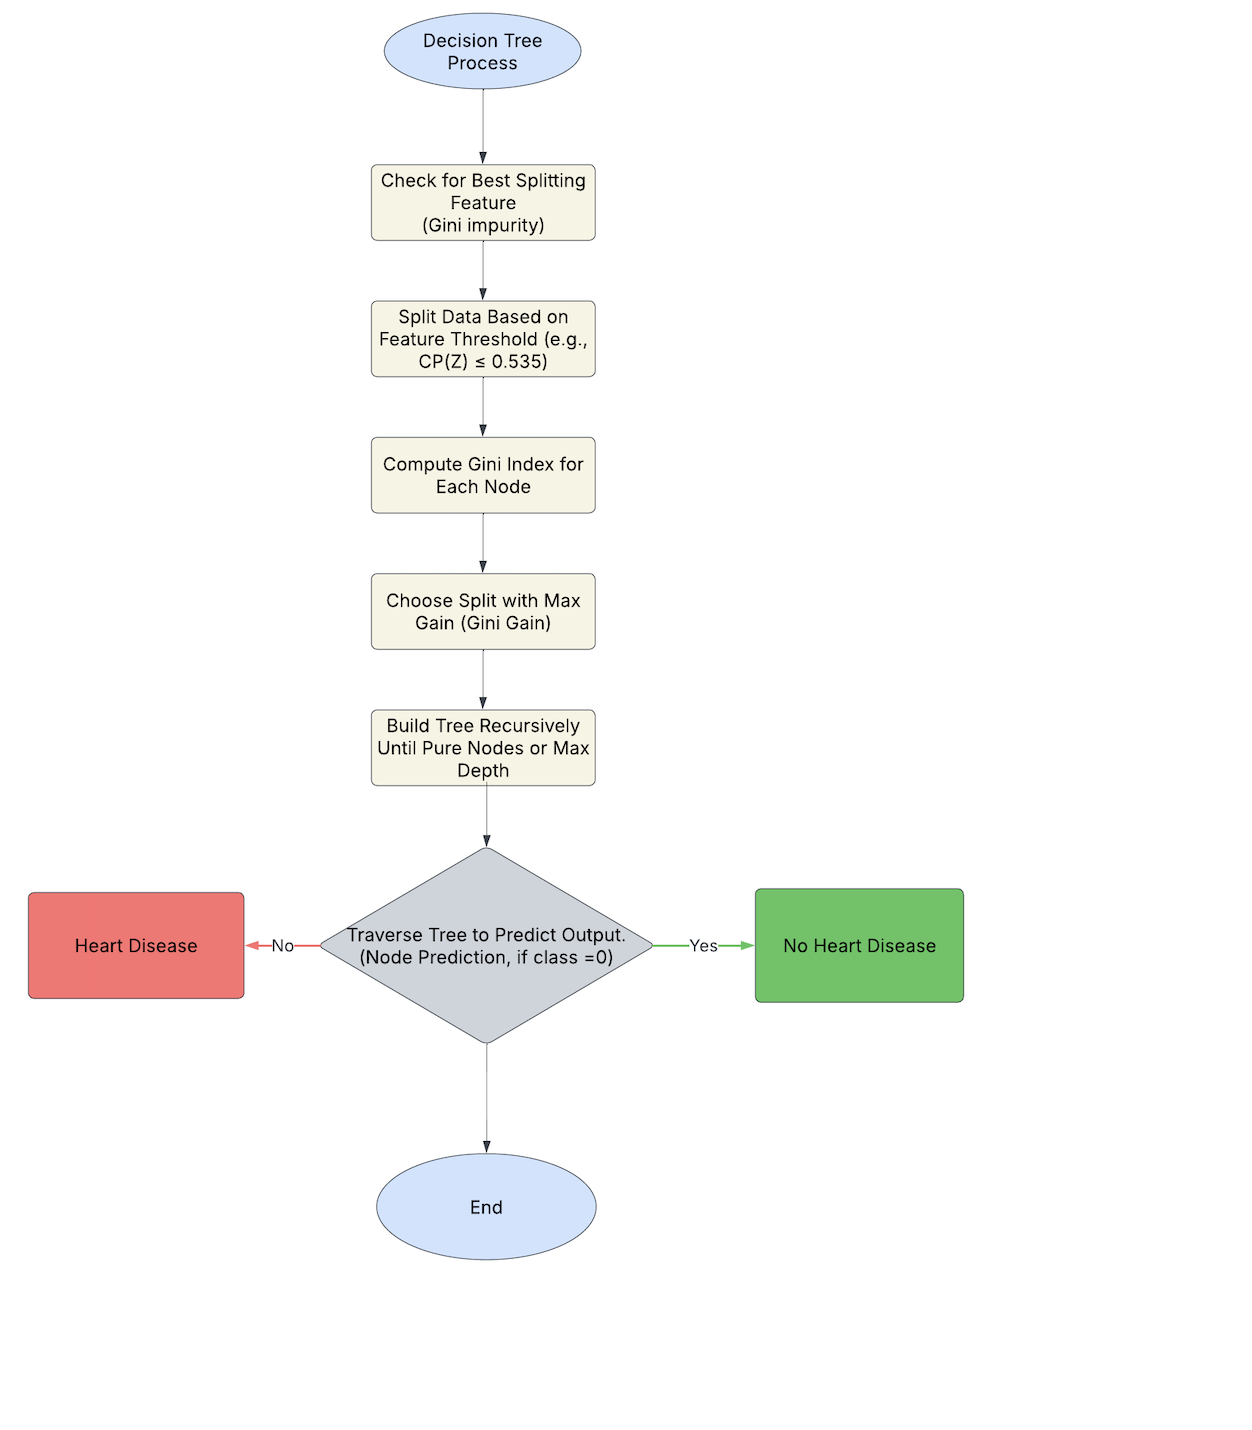 Decision Tree
Process
Check for Best Splitting
Feature
(Gini impurity)
Split Data Based on
Feature Threshold (e.g.,
CP(Z) ≤ 0.535)
Compute Gini Index for
Each Node
Choose Split with Max
Gain (Gini Gain)
Build Tree Recursively
Until Pure Nodes or Max
Depth
Traverse Tree to Predict Output.
(Node Prediction, if class =0)
Heart Disease
No
Yes
No Heart Disease
End